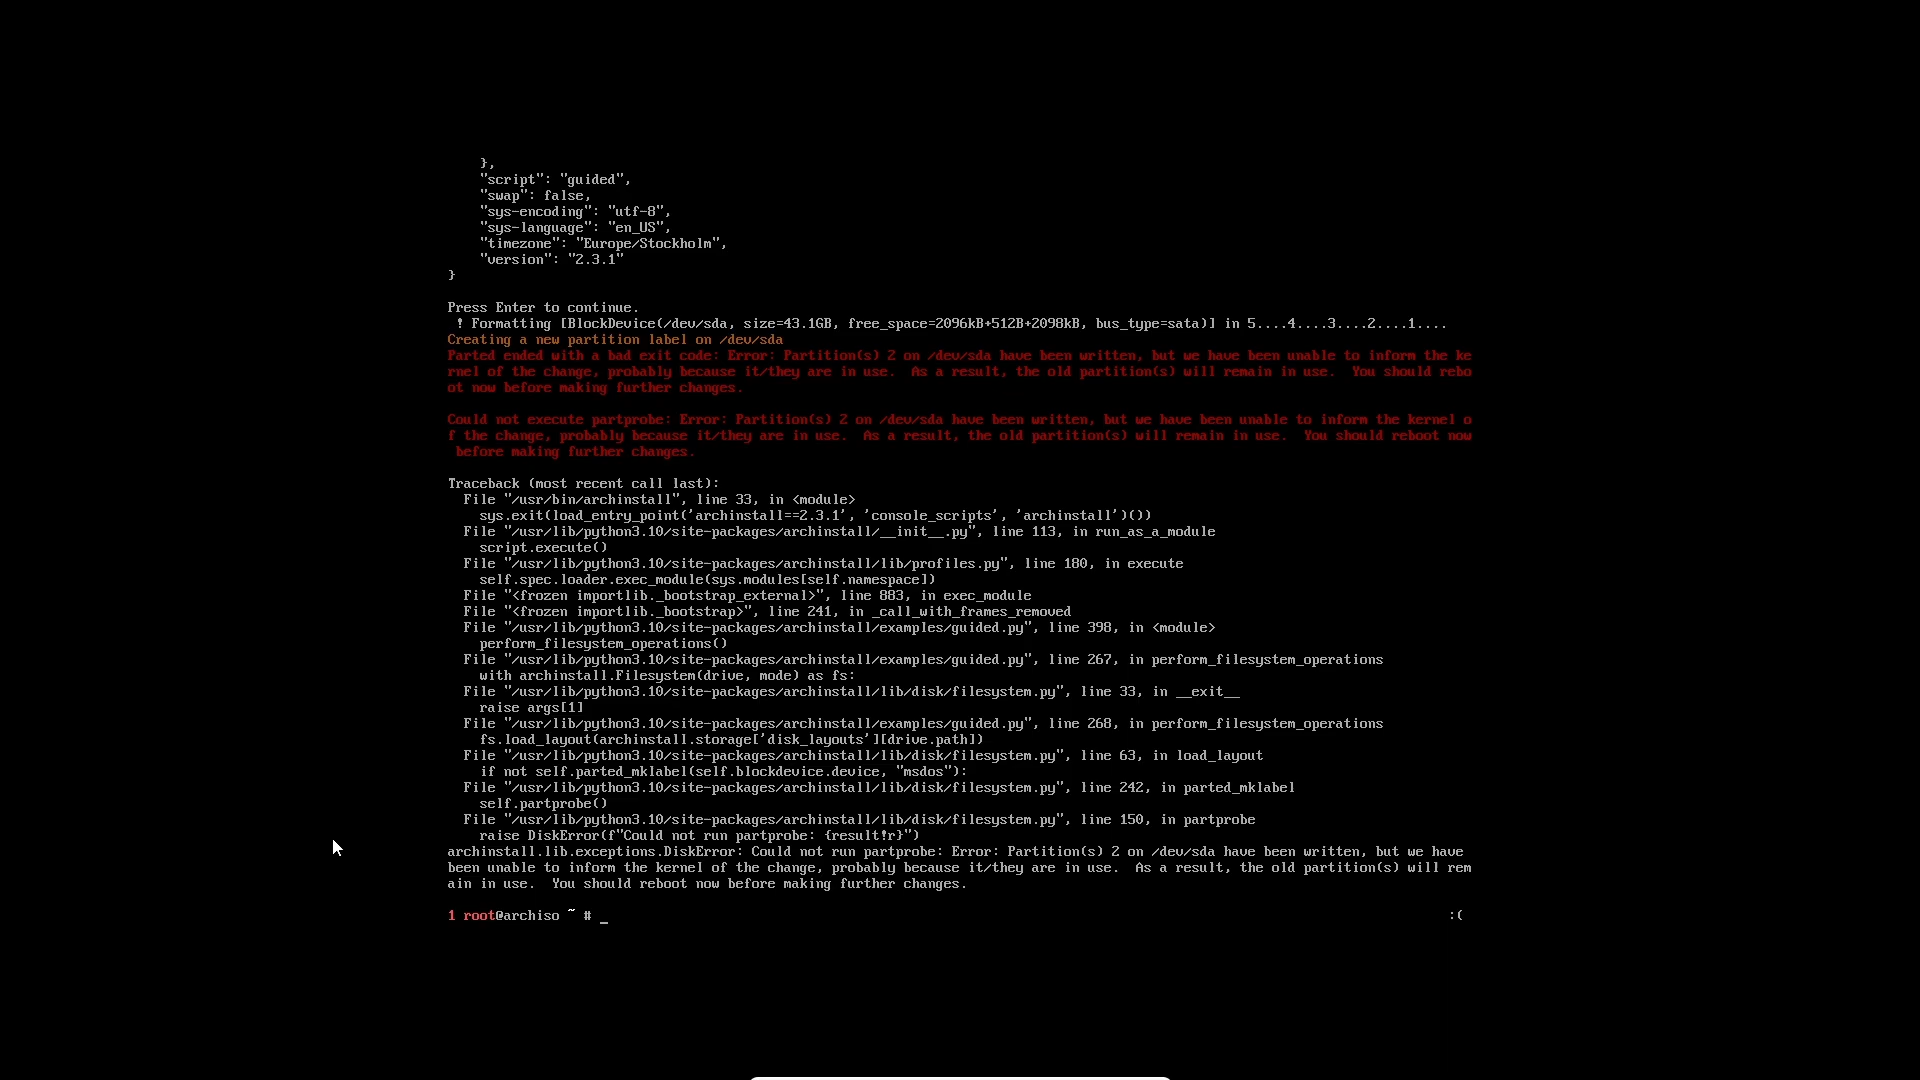 },
    "script": "guided",
    "swap": false,
    "sys-encoding": "utf-8",
    "sys-language": "en_US",
    "timezone": "Europe/Stockholm",
    "version": "2.3.1"
}
Press Enter to continue.
 ! Formatting [BlockDevice(/dev/sda, size=43.1GB, free_space=2096kB+512B+2098kB, bus_type=sata)] in 5....4....3....2....1....
Creating a new partition label on /dev/sda
Parted ended with a bad exit code: Error: Partition(s) 2 on /dev/sda have been written, but we have been unable to inform the ke
rnel of the change, probably because it/they are in use.  As a result, the old partition(s) will remain in use.  You should rebo
ot now before making further changes.
Could not execute partprobe: Error: Partition(s) 2 on /dev/sda have been written, but we have been unable to inform the kernel o
f the change, probably because it/they are in use.  As a result, the old partition(s) will remain in use.  You should reboot now
 before making further changes.
Traceback (most recent call last):
  File "/usr/bin/archinstall", line 33, in <module>
    sys.exit(load_entry_point('archinstall==2.3.1', 'console_scripts', 'archinstall')())
  File "/usr/lib/python3.10/site-packages/archinstall/__init__.py", line 113, in run_as_a_module
    script.execute()
  File "/usr/lib/python3.10/site-packages/archinstall/lib/profiles.py", line 180, in execute
    self.spec.loader.exec_module(sys.modules[self.namespace])
  File "<frozen importlib._bootstrap_external>", line 883, in exec_module
  File "<frozen importlib._bootstrap>", line 241, in _call_with_frames_removed
  File "/usr/lib/python3.10/site-packages/archinstall/examples/guided.py", line 398, in <module>
    perform_filesystem_operations()
  File "/usr/lib/python3.10/site-packages/archinstall/examples/guided.py", line 267, in perform_filesystem_operations
    with archinstall.Filesystem(drive, mode) as fs:
  File "/usr/lib/python3.10/site-packages/archinstall/lib/disk/filesystem.py", line 33, in __exit__
    raise args[1]
  File "/usr/lib/python3.10/site-packages/archinstall/examples/guided.py", line 268, in perform_filesystem_operations
    fs.load_layout(archinstall.storage['disk_layouts'][drive.path])
  File "/usr/lib/python3.10/site-packages/archinstall/lib/disk/filesystem.py", line 63, in load_layout
    if not self.parted_mklabel(self.blockdevice.device, "msdos"):
  File "/usr/lib/python3.10/site-packages/archinstall/lib/disk/filesystem.py", line 242, in parted_mklabel
    self.partprobe()
  File "/usr/lib/python3.10/site-packages/archinstall/lib/disk/filesystem.py", line 150, in partprobe
    raise DiskError(f"Could not run partprobe: {result!r}")
archinstall.lib.exceptions.DiskError: Could not run partprobe: Error: Partition(s) 2 on /dev/sda have been written, but we have
been unable to inform the kernel of the change, probably because it/they are in use.  As a result, the old partition(s) will rem
ain in use.  You should reboot now before making further changes.
1 root@archiso ~ # _ :(